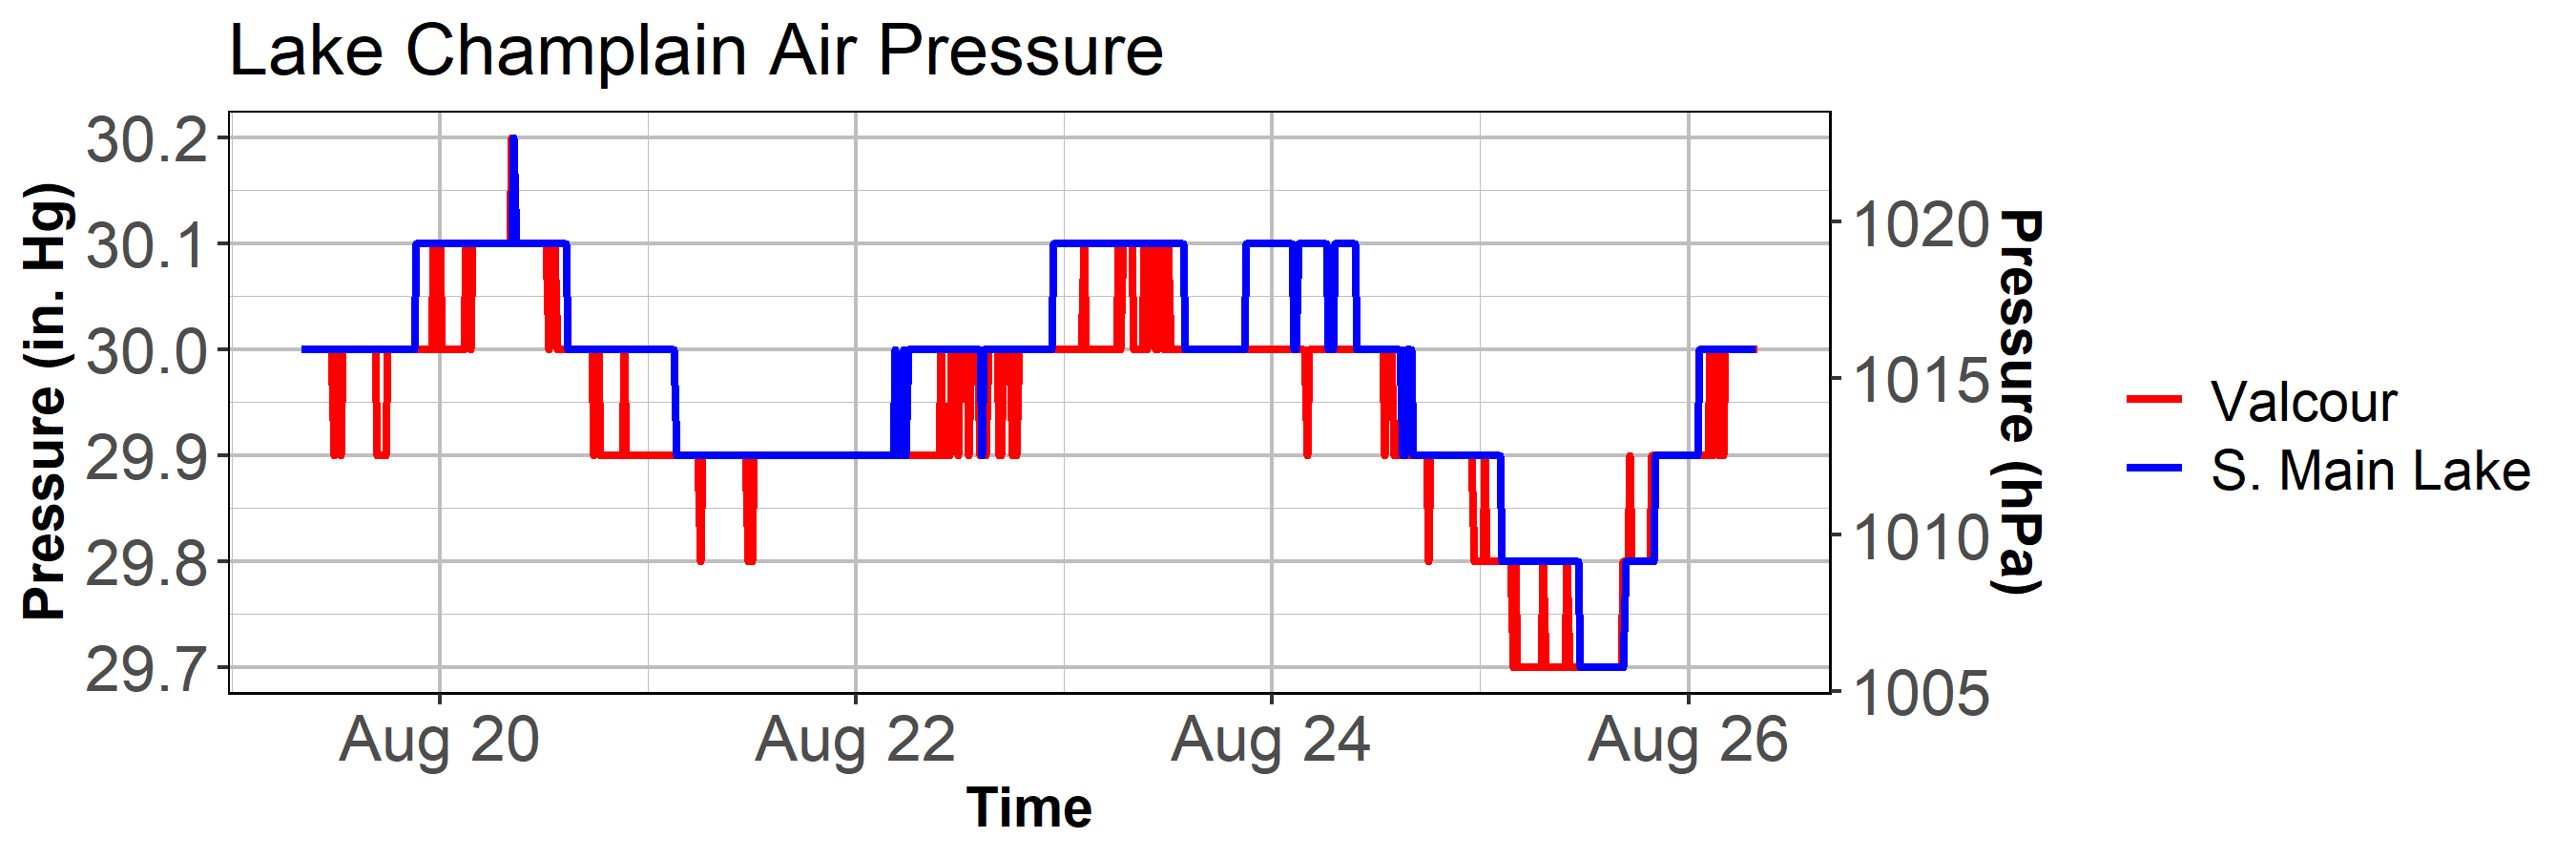 Lake Champlain Air Pressure
Pressure (in. Hg)
30.2
30.1
30.0
29.9
29.8
29.7
Aug 20 Aug 22 Aug 24 Aug 26
Time
1020
1015
1010
1005
Pressure (hPa)
Valcour
S. Main Lake